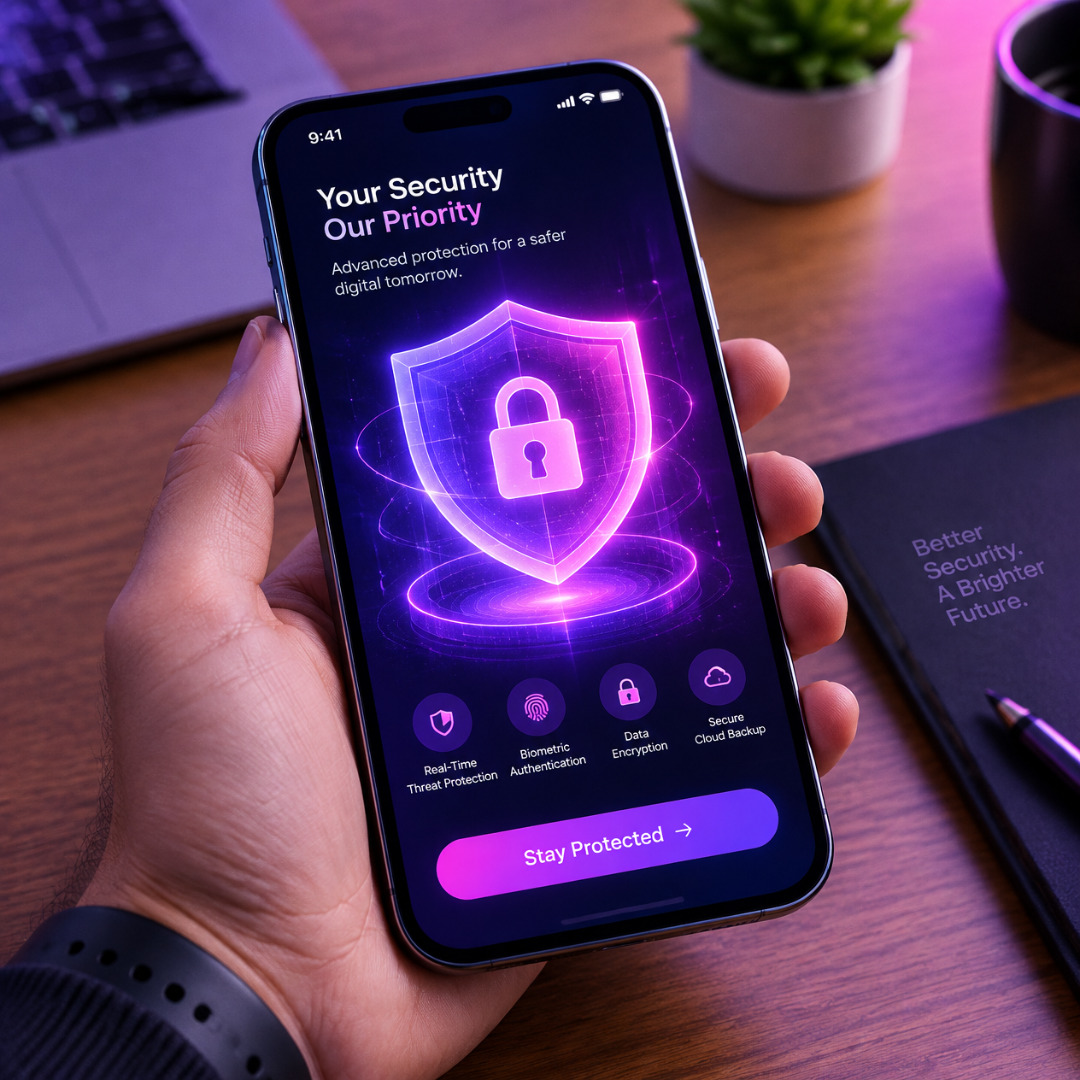 9:41
Your Security
Our Priority
Advanced protection for a safer
digital tomorrow.
Real-Time
Threat Protection
Biometric
Authentication
Data
Encryption
Secure
Cloud Backup
Stay Protected →
Better
Security.
A Brighter
Future.